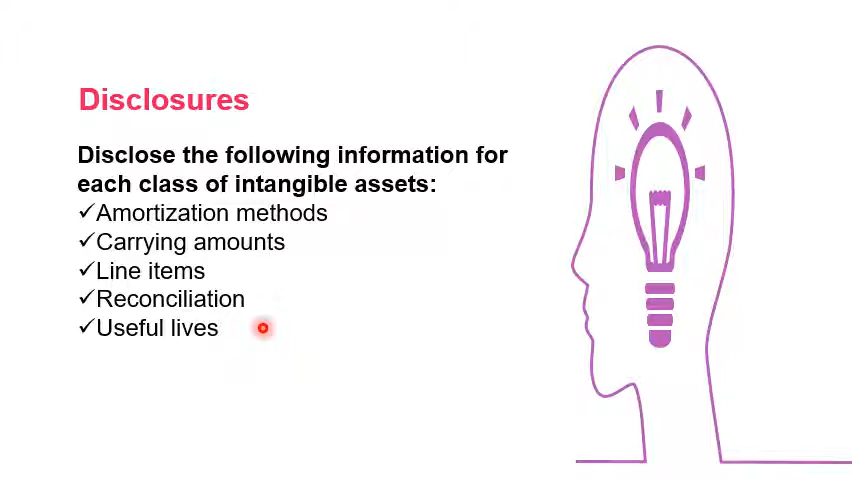 Disclosures
Disclose the following information for
each class of intangible assets:
✓Amortization methods
✓Carrying amounts
✓Line items
✓Reconciliation
✓Useful lives